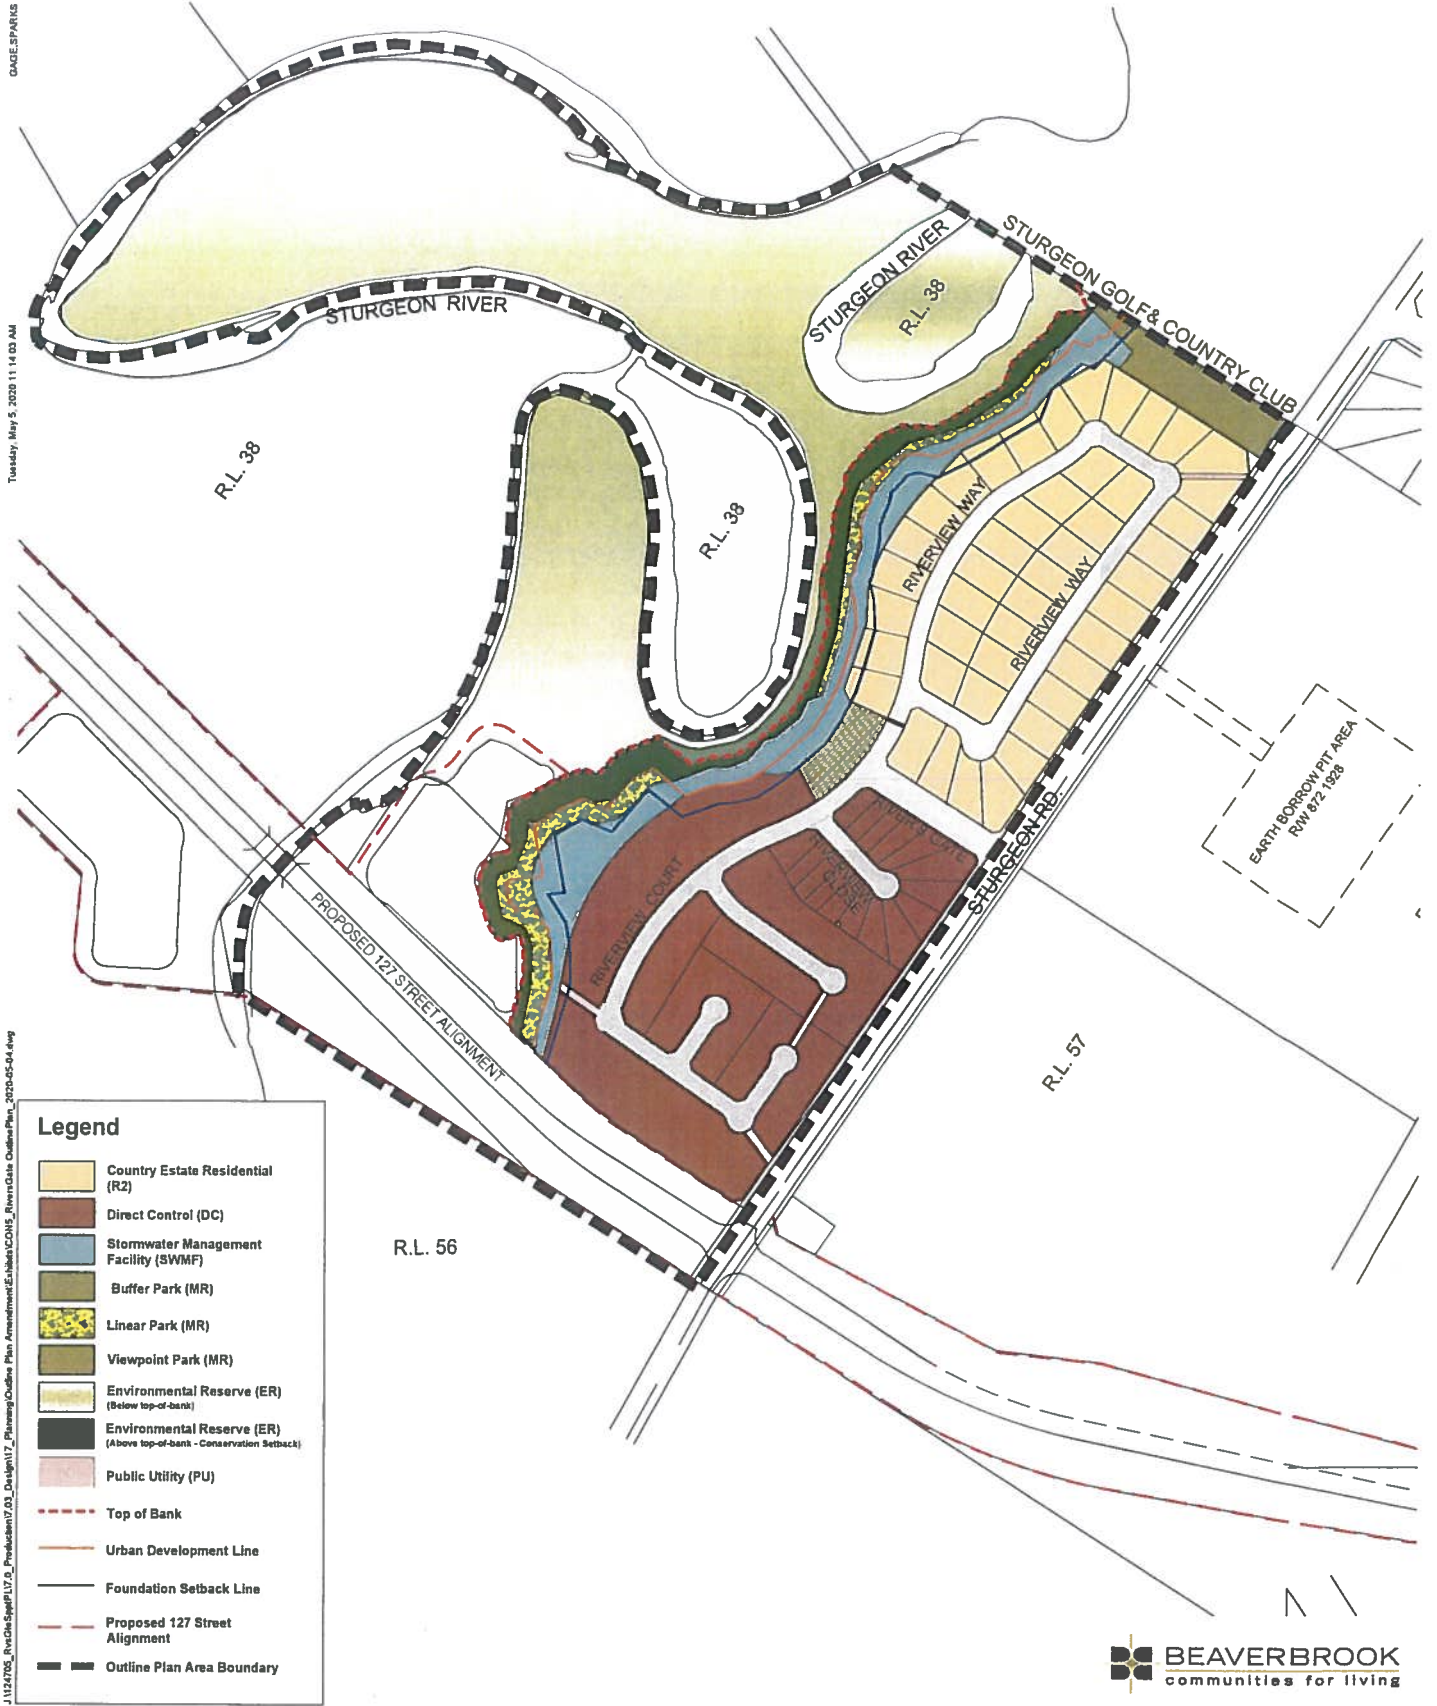 GAGE.SPARKS
Tuesday, May 5, 2020 11 14 03 AM
STURGEON GOLF & COUNTRY CLUB
STURGEON RIVER
R.L. 38
STURGEON RIVER
R.L. 38
R.L. 38
RIVERVIEW WAY
RIVERVIEW WAY
EARTH BORROW PIT AREA
R/W 872 1928
RIVER'S GATE
RIVERVIEW
CLOSE
STURGEON RD.
RIVERVIEW COURT
PROPOSED 127 STREET ALIGNMENT
R.L. 57
R.L. 56
Legend
Country Estate Residential
(R2)
Direct Control (DC)
Stormwater Management
Facility (SWMF)
Buffer Park (MR)
Linear Park (MR)
Viewpoint Park (MR)
Environmental Reserve (ER)
(Below top-of-bank)
Environmental Reserve (ER)
(Above top-of-bank - Conservation Setback)
Public Utility (PU)
Top of Bank
Urban Development Line
Foundation Setback Line
Proposed 127 Street
Alignment
Outline Plan Area Boundary
BEAVERBROOK
communities for living